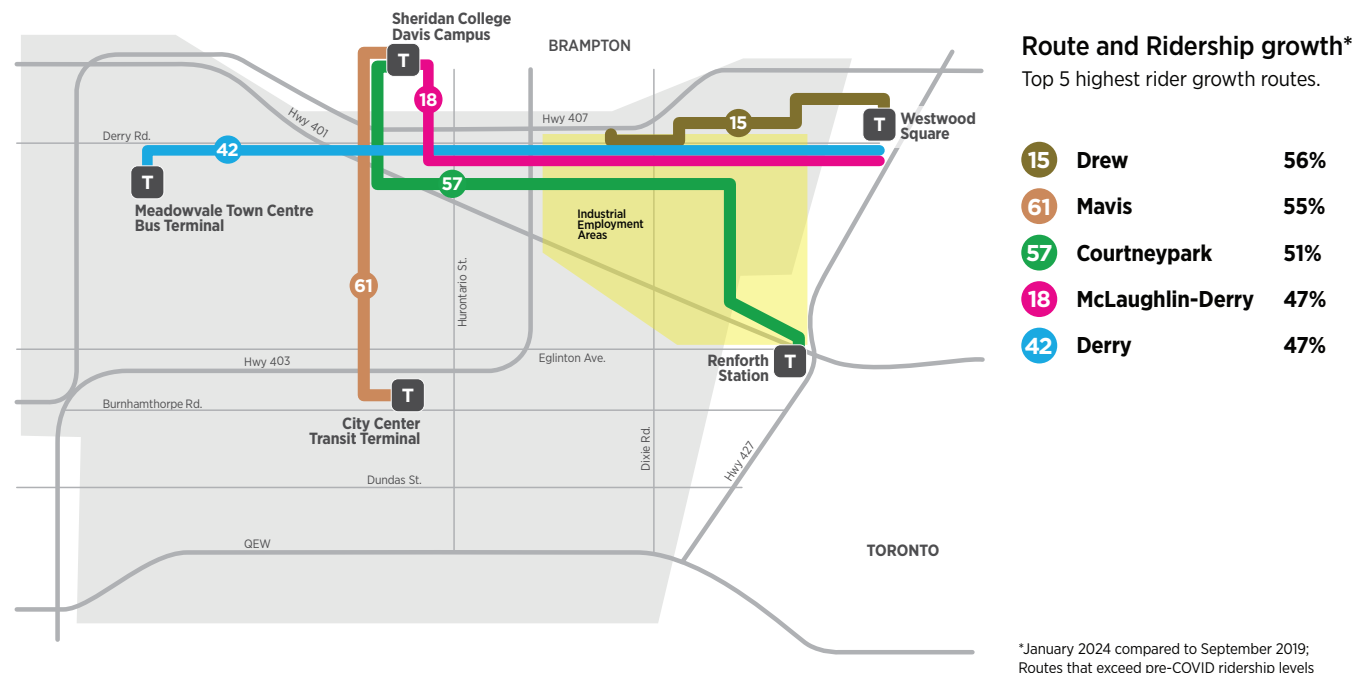 Sheridan College
Davis Campus
T
BRAMPTON
18
Hwy 401
Hwy 407
15
T
Westwood
Square
Derry Rd.
42
T
57
Meadowvale Town Centre
Bus Terminal
Industrial
Employment
Areas
61
Hurontario St.
Hwy 403
Eglinton Ave.
Renforth
Station
T
Burnhamthorpe Rd.
T
City Center
Transit Terminal
Dixie Rd.
Hwy 427
Dundas St.
QEW
TORONTO
Route and Ridership growth*
Top 5 highest rider growth routes.
15 Drew 56%
61 Mavis 55%
57 Courtneypark 51%
18 McLaughlin-Derry 47%
42 Derry 47%
*January 2024 compared to September 2019;
Routes that exceed pre-COVID ridership levels